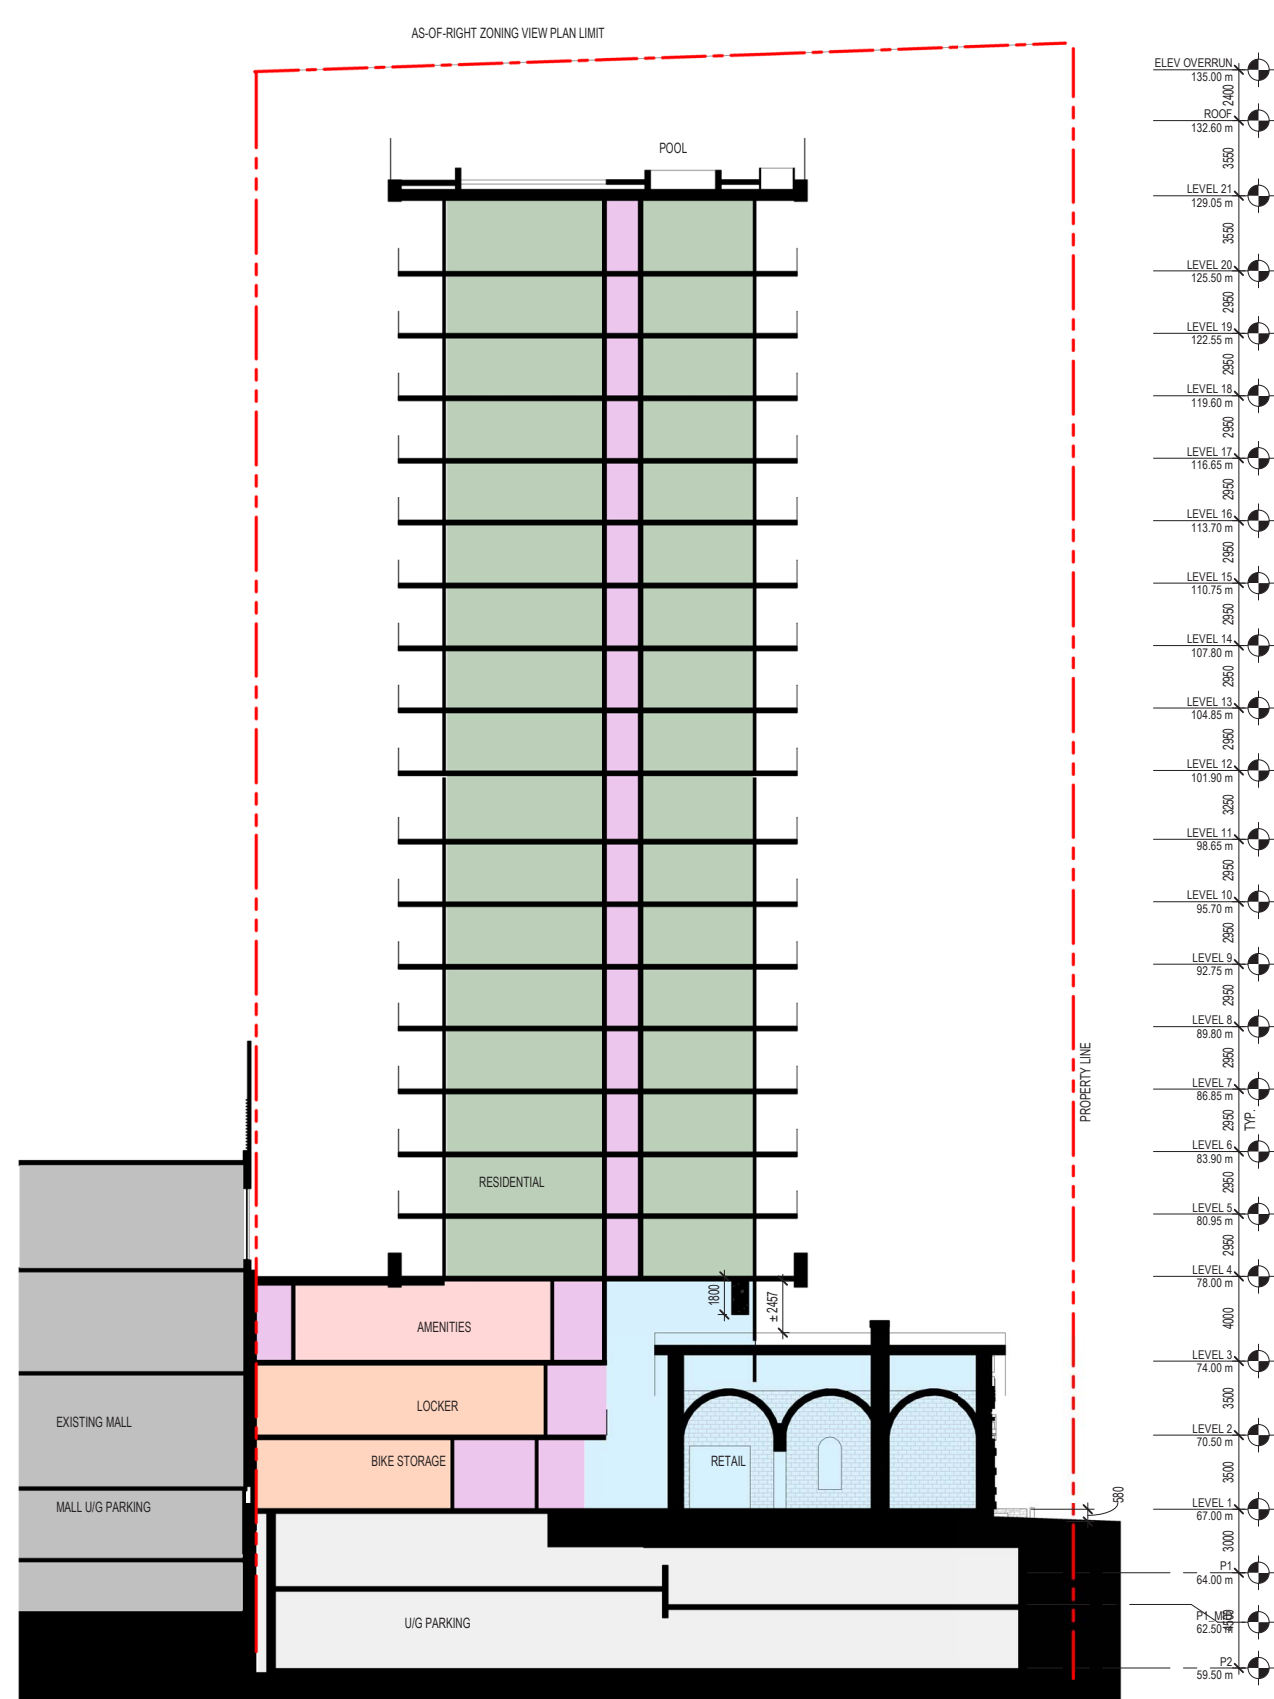 AS-OF-RIGHT ZONING VIEW PLAN LIMIT
POOL
RESIDENTIAL
PROPERTY LINE
1800
± 2457
AMENITIES
LOCKER
BIKE STORAGE
RETAIL
EXISTING MALL
MALL U/G PARKING
U/G PARKING
580
ELEV OVERRUN
135.00 m
2400
ROOF
132.60 m
3550
LEVEL 21
129.05 m
3550
LEVEL 20
125.50 m
2950
LEVEL 19
122.55 m
2950
LEVEL 18
119.60 m
2950
LEVEL 17
116.65 m
2950
LEVEL 16
113.70 m
2950
LEVEL 15
110.75 m
2950
LEVEL 14
107.80 m
2950
LEVEL 13
104.85 m
2950
LEVEL 12
101.90 m
3250
LEVEL 11
98.65 m
2950
LEVEL 10
95.70 m
2950
LEVEL 9
92.75 m
2950
LEVEL 8
89.80 m
2950
LEVEL 7
86.85 m
2950
TYP.
LEVEL 6
83.90 m
2950
LEVEL 5
80.95 m
2950
LEVEL 4
78.00 m
4000
LEVEL 3
74.00 m
3500
LEVEL 2
70.50 m
3500
LEVEL 1
67.00 m
3000
P1
64.00 m
P1 MID
62.50 m
4500
P2
59.50 m